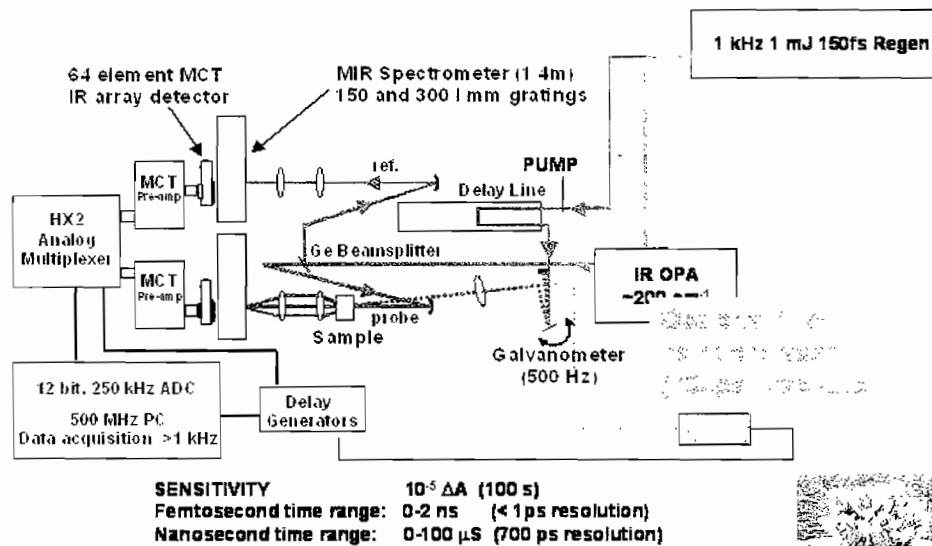 1 kHz 1 mJ 150fs Regen
64 element MCT
IR array detector
MIR Spectrometer (1 4m)
150 and 300 l mm gratings
ref.
PUMP
Delay Line
MCT
Pre-amp
HX2
Analog
Multiplexer
Ge Beamsplitter
IR OPA
MCT
Pre-amp
probe
Sample
Galvanometer
(500 Hz)
12 bit, 250 kHz ADC
500 MHz PC
Data acquisition >1 kHz
Delay
Generators
SENSITIVITY 10⁻⁵ ΔA (100 s)
Femtosecond time range: 0-2 ns (< 1ps resolution)
Nanosecond time range: 0-100 µS (700 ps resolution)